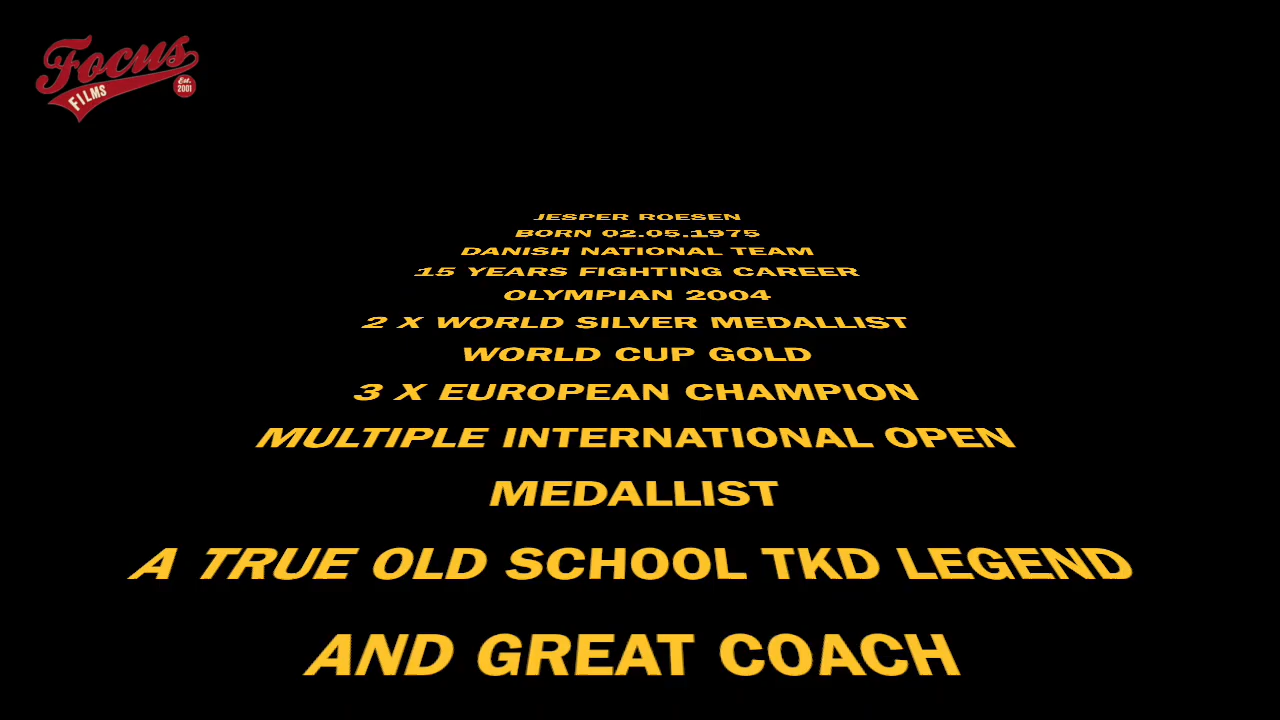 Focus
FILMS
Est.
2001
JESPER ROESEN
BORN 02.05.1975
DANISH NATIONAL TEAM
15 YEARS FIGHTING CAREER
OLYMPIAN 2004
2 X WORLD SILVER MEDALLIST
WORLD CUP GOLD
3 X EUROPEAN CHAMPION
MULTIPLE INTERNATIONAL OPEN
MEDALLIST
A TRUE OLD SCHOOL TKD LEGEND
AND GREAT COACH